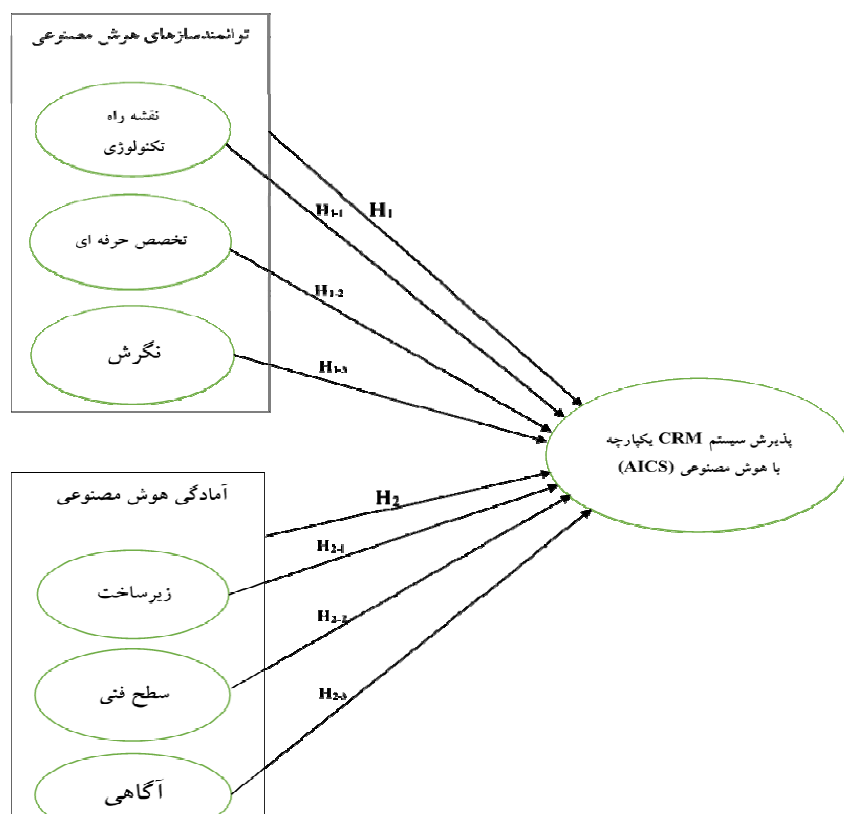 توانمندسازهای هوش مصنوعی
نقشه راه
تکنولوژی
تخصص حرفه ای
نگرش
H1
H1-1
H1-2
H1-3
پذیرش سیستم CRM یکپارچه
با هوش مصنوعی (AICS)
آمادگی هوش مصنوعی
زیرساخت
سطح فنی
آگاهی
H2
H2-1
H2-2
H2-3